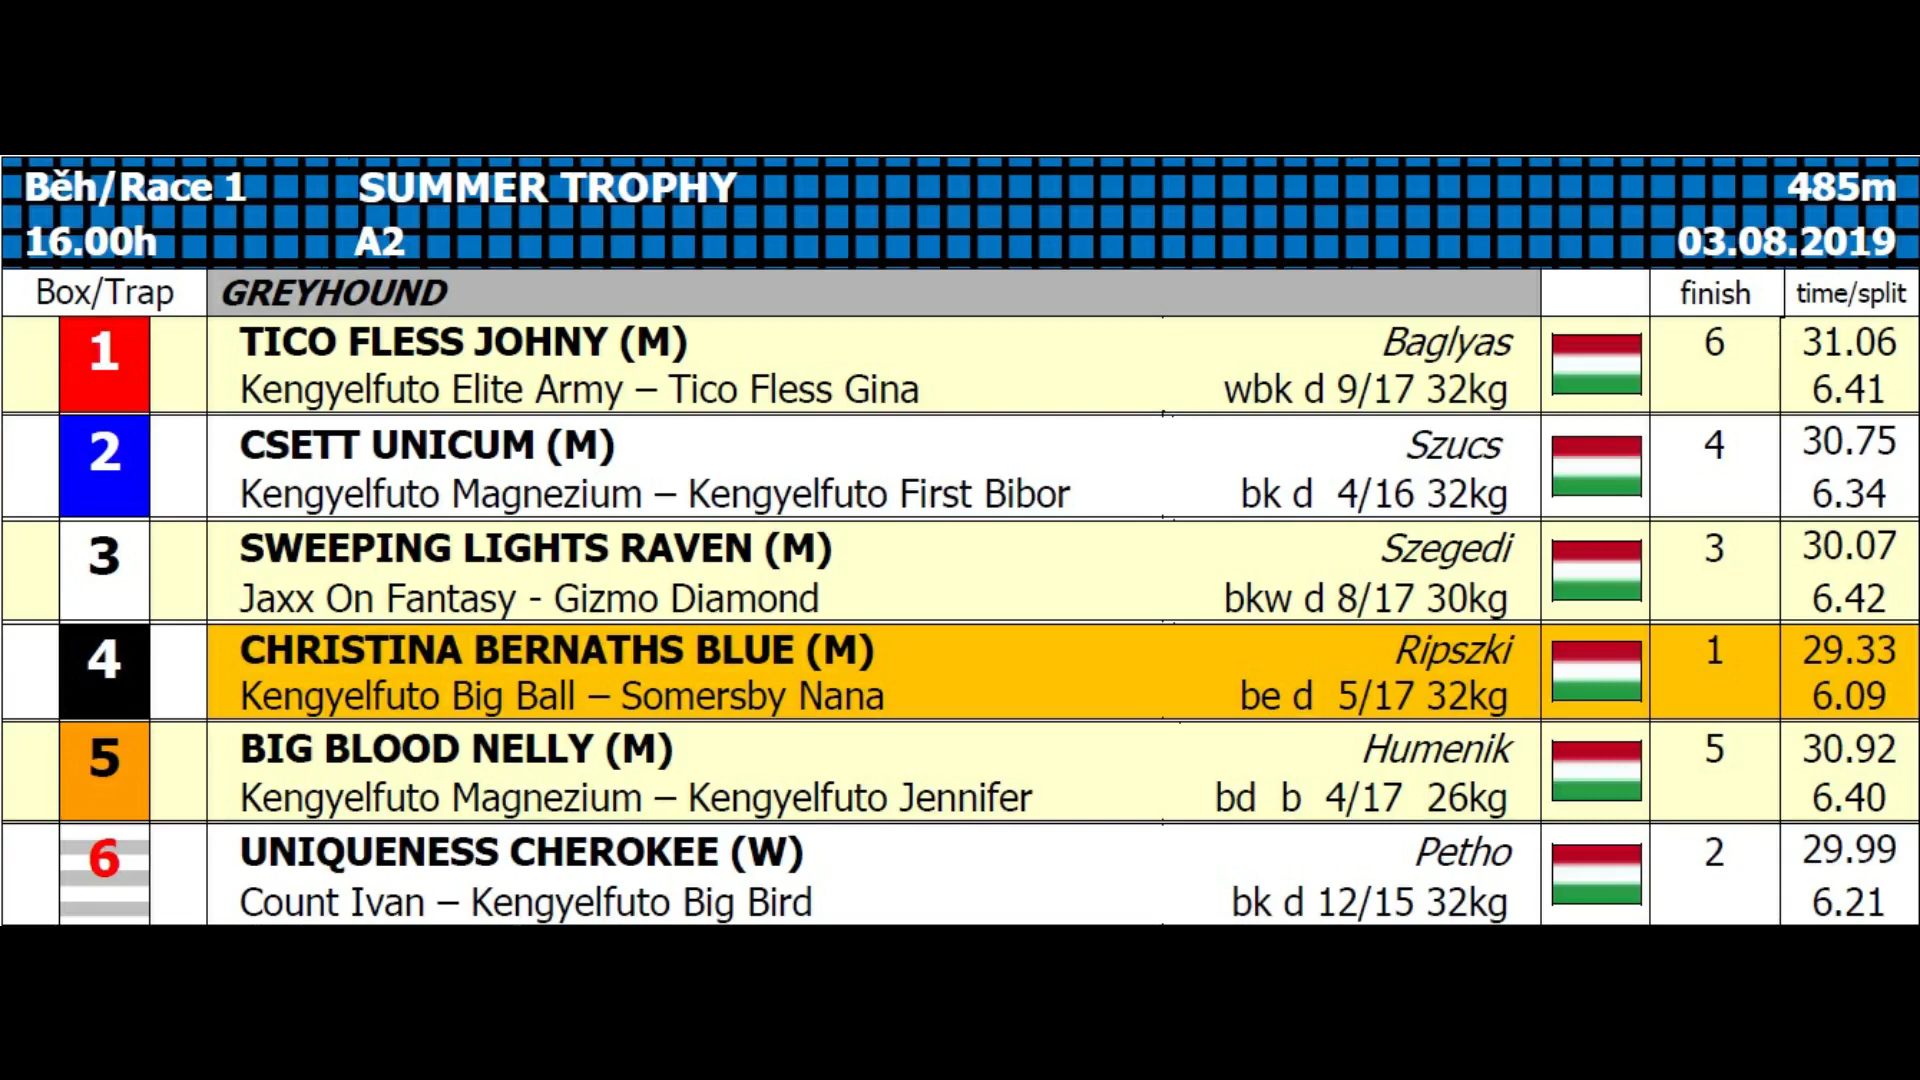 Běh/Race 1 SUMMER TROPHY 485m
16.00h A2 03.08.2019
Box/Trap GREYHOUND finish time/split
1 TICO FLESS JOHNY (M) Baglyas 6 31.06
Kengyelfuto Elite Army – Tico Fless Gina wbk d 9/17 32kg 6.41
2 CSETT UNICUM (M) Szucs 4 30.75
Kengyelfuto Magnezium – Kengyelfuto First Bibor bk d 4/16 32kg 6.34
3 SWEEPING LIGHTS RAVEN (M) Szegedi 3 30.07
Jaxx On Fantasy - Gizmo Diamond bkw d 8/17 30kg 6.42
4 CHRISTINA BERNATHS BLUE (M) Ripszki 1 29.33
Kengyelfuto Big Ball – Somersby Nana be d 5/17 32kg 6.09
5 BIG BLOOD NELLY (M) Humenik 5 30.92
Kengyelfuto Magnezium – Kengyelfuto Jennifer bd b 4/17 26kg 6.40
6 UNIQUENESS CHEROKEE (W) Petho 2 29.99
Count Ivan – Kengyelfuto Big Bird bk d 12/15 32kg 6.21